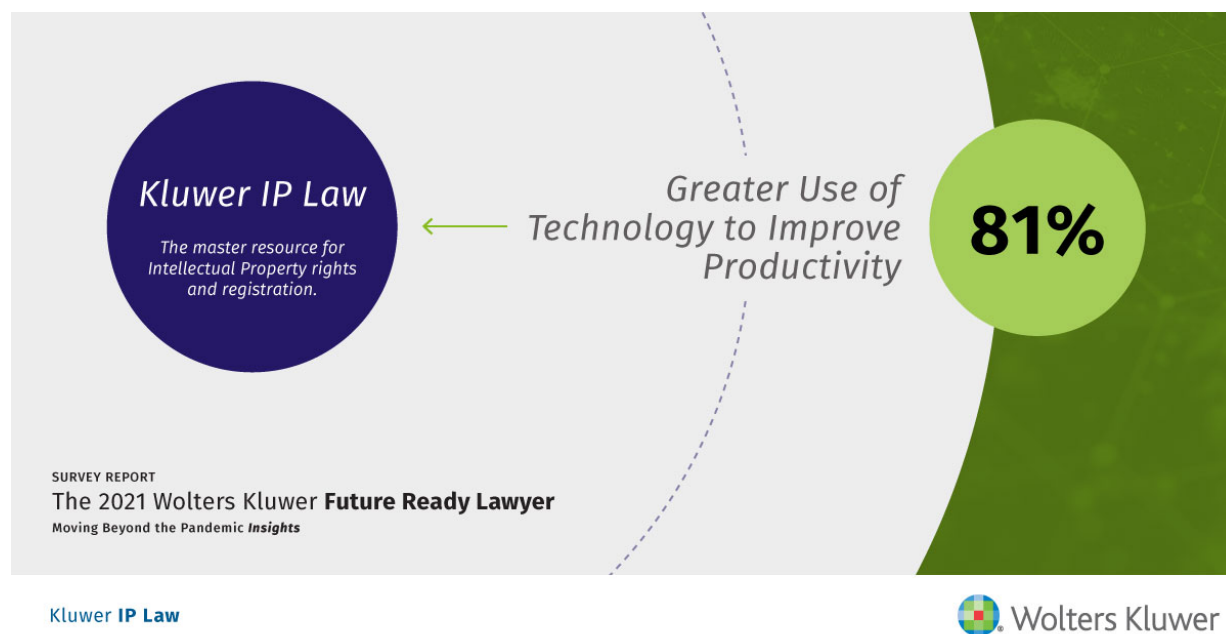 Kluwer IP Law
The master resource for
Intellectual Property rights
and registration.
Greater Use of
Technology to Improve
Productivity
81%
SURVEY REPORT
The 2021 Wolters Kluwer Future Ready Lawyer
Moving Beyond the Pandemic Insights
Kluwer IP Law
Wolters Kluwer